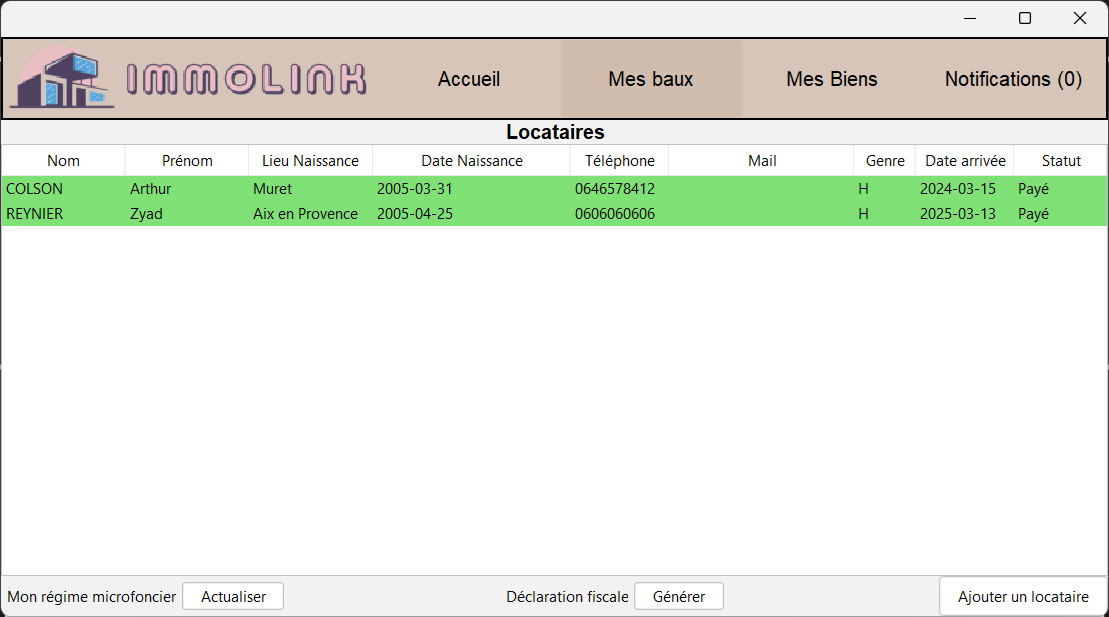 IMMOLINK Accueil Mes baux Mes Biens Notifications (0)
Locataires
Nom Prénom Lieu Naissance Date Naissance Téléphone Mail Genre Date arrivée Statut
COLSON Arthur Muret 2005-03-31 0646578412 H 2024-03-15 Payé
REYNIER Zyad Aix en Provence 2005-04-25 0606060606 H 2025-03-13 Payé
Mon régime microfoncier Actualiser Déclaration fiscale Générer Ajouter un locataire